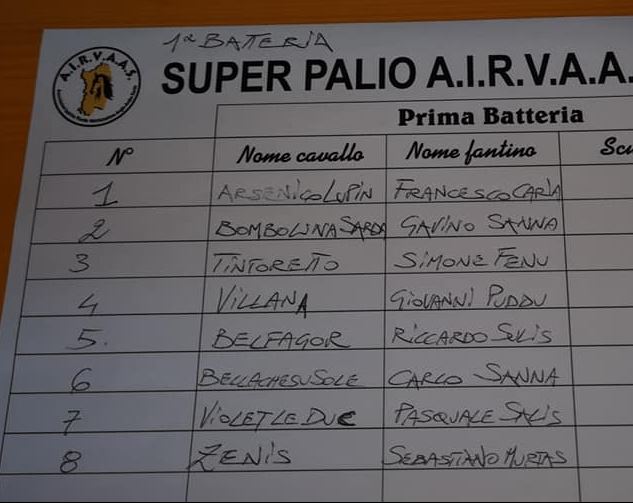 1ª BATTERIA
A.I.R.V.A.A.S.
SUPER PALIO A.I.R.V.A.A.
Prima Batteria
N° Nome cavallo Nome fantino Scu
1 ARSENICO LUPIN FRANCESCO CARIA
2 BOMBOLINA SARDA GAVINO SANNA
3 TINTORETTO SIMONE FENU
4 VILLANA GIOVANNI PUDDU
5. BELFAGOR RICCARDO SULIS
6 BELLACHESUSOLE CARLO SANNA
7 VIOLET LE DUC PASQUALE SALIS
8 ZENIS SEBASTIANO MURTAS